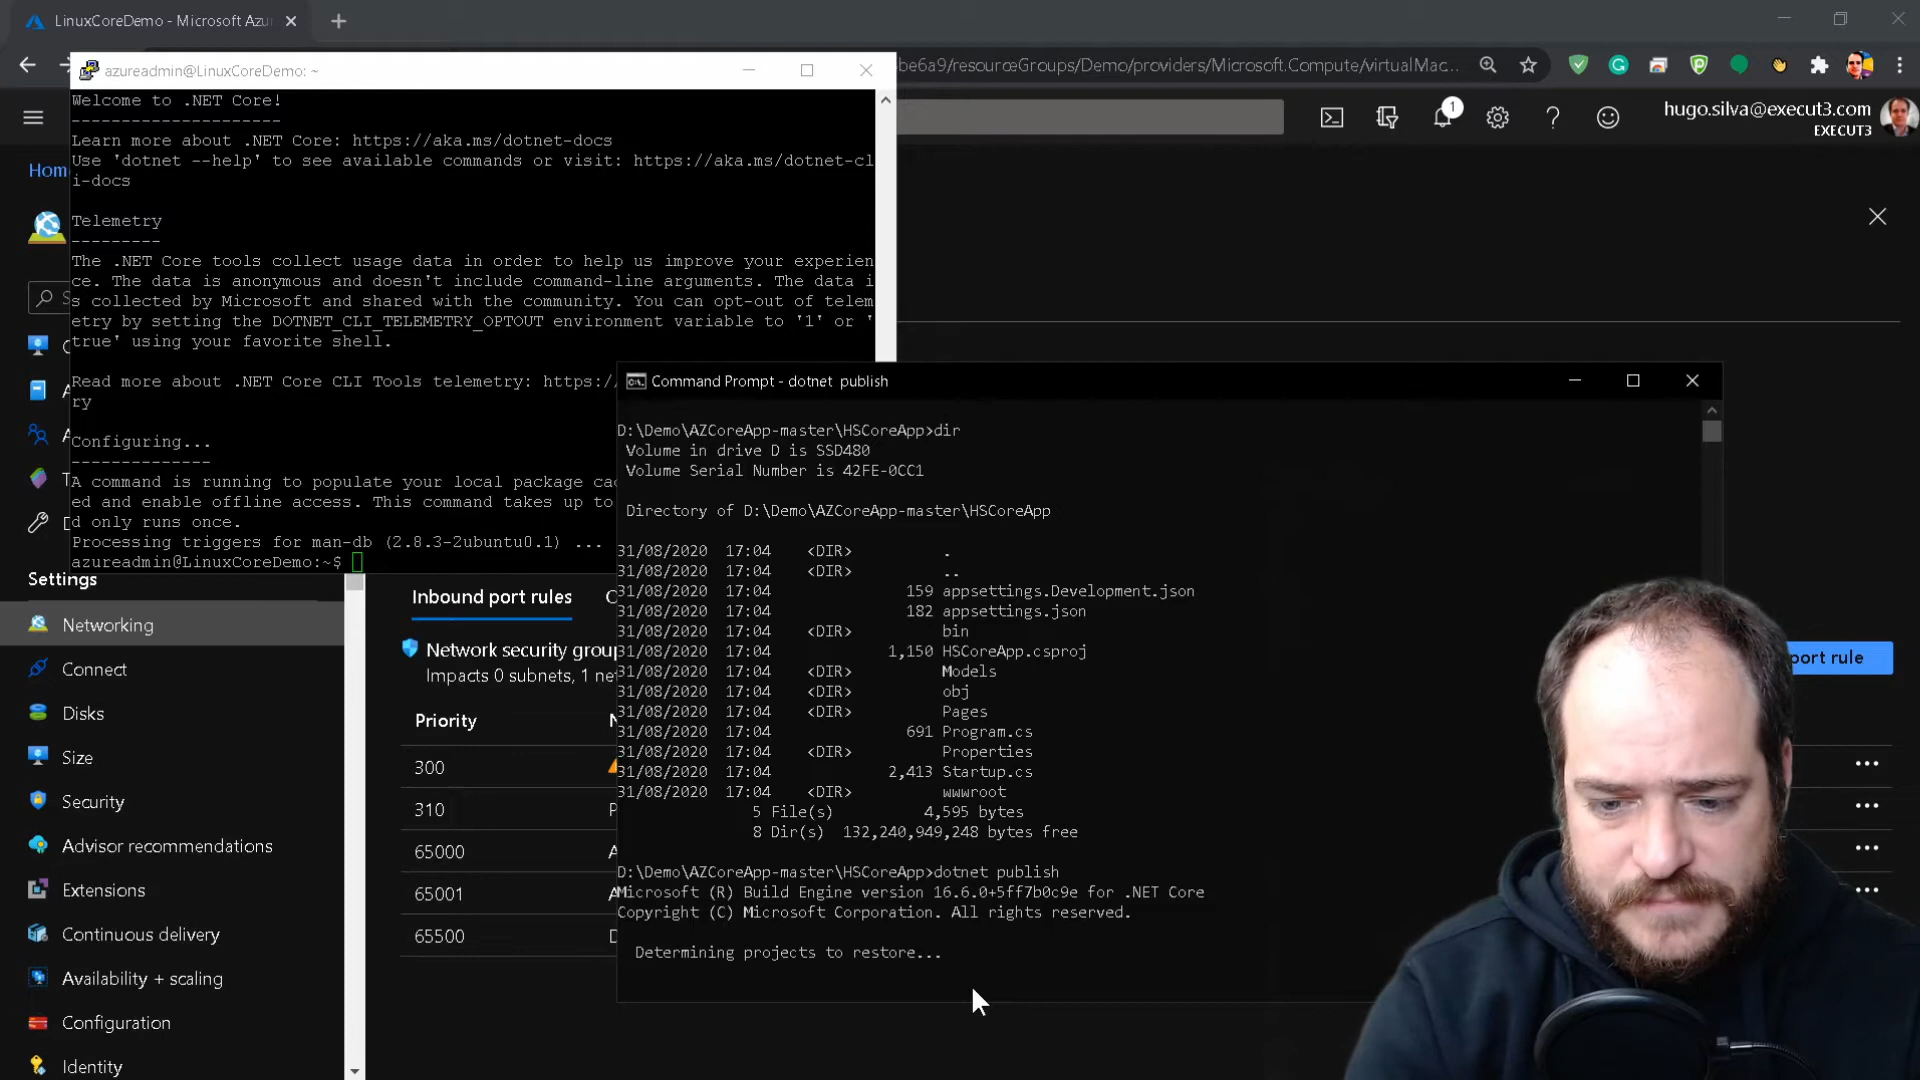 LinuxCoreDemo - Microsoft Azu
be6a9/resourceGroups/Demo/providers/Microsoft.Compute/virtualMac...
azureadmin@LinuxCoreDemo: ~
1
hugo.silva@execut3.com
EXECUT3
Home
Welcome to .NET Core!
---------------------
Learn more about .NET Core: https://aka.ms/dotnet-docs
Use 'dotnet --help' to see available commands or visit: https://aka.ms/dotnet-cl
i-docs
Telemetry
---------
The .NET Core tools collect usage data in order to help us improve your experien
ce. The data is anonymous and doesn't include command-line arguments. The data i
s collected by Microsoft and shared with the community. You can opt-out of telem
etry by setting the DOTNET_CLI_TELEMETRY_OPTOUT environment variable to '1' or '
true' using your favorite shell.
Read more about .NET Core CLI Tools telemetry: https:/
ry
Configuring...
--------------
A command is running to populate your local package cac
ed and enable offline access. This command takes up to
d only runs once.
Processing triggers for man-db (2.8.3-2ubuntu0.1) ...
azureadmin@LinuxCoreDemo:~$
Settings
Networking
Connect
Disks
Size
Security
Advisor recommendations
Extensions
Continuous delivery
Availability + scaling
Configuration
Identity
Inbound port rules
Network security group
Impacts 0 subnets, 1 net
Priority
300
310
65000
65001
65500
port rule
Command Prompt - dotnet publish
D:\Demo\AZCoreApp-master\HSCoreApp>dir
Volume in drive D is SSD480
Volume Serial Number is 42FE-0CC1
Directory of D:\Demo\AZCoreApp-master\HSCoreApp
31/08/2020 17:04 <DIR> .
31/08/2020 17:04 <DIR> ..
31/08/2020 17:04 159 appsettings.Development.json
31/08/2020 17:04 182 appsettings.json
31/08/2020 17:04 <DIR> bin
31/08/2020 17:04 1,150 HSCoreApp.csproj
31/08/2020 17:04 <DIR> Models
31/08/2020 17:04 <DIR> obj
31/08/2020 17:04 <DIR> Pages
31/08/2020 17:04 691 Program.cs
31/08/2020 17:04 <DIR> Properties
31/08/2020 17:04 2,413 Startup.cs
31/08/2020 17:04 <DIR> wwwroot
5 File(s) 4,595 bytes
8 Dir(s) 132,240,949,248 bytes free
D:\Demo\AZCoreApp-master\HSCoreApp>dotnet publish
Microsoft (R) Build Engine version 16.6.0+5ff7b0c9e for .NET Core
Copyright (C) Microsoft Corporation. All rights reserved.
Determining projects to restore...